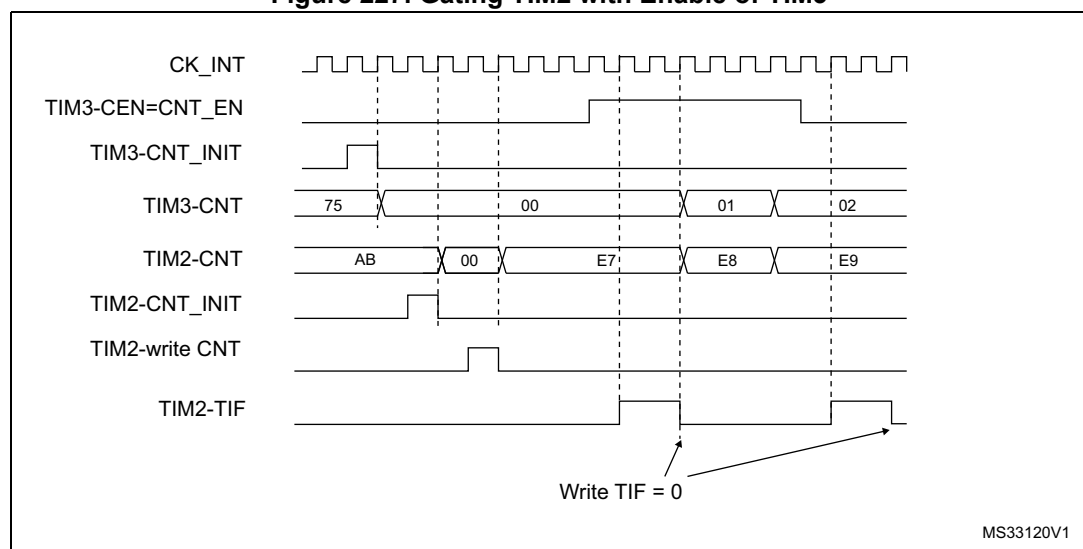 Figure 227. Gating TIM2 with Enable of TIM3
CK_INT
TIM3-CEN=CNT_EN
TIM3-CNT_INIT
TIM3-CNT 75 00 01 02
TIM2-CNT AB 00 E7 E8 E9
TIM2-CNT_INIT
TIM2-write CNT
TIM2-TIF
Write TIF = 0
MS33120V1